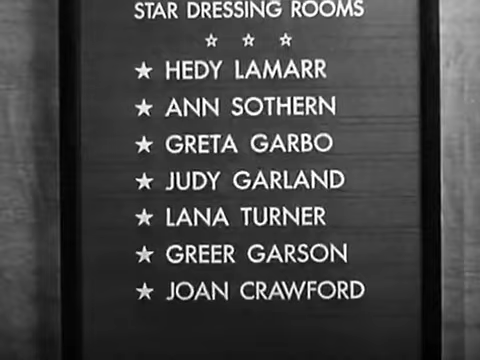 STAR DRESSING ROOMS
☆ ☆ ☆
★ HEDY LAMARR
★ ANN SOTHERN
★ GRETA GARBO
★ JUDY GARLAND
★ LANA TURNER
★ GREER GARSON
★ JOAN CRAWFORD